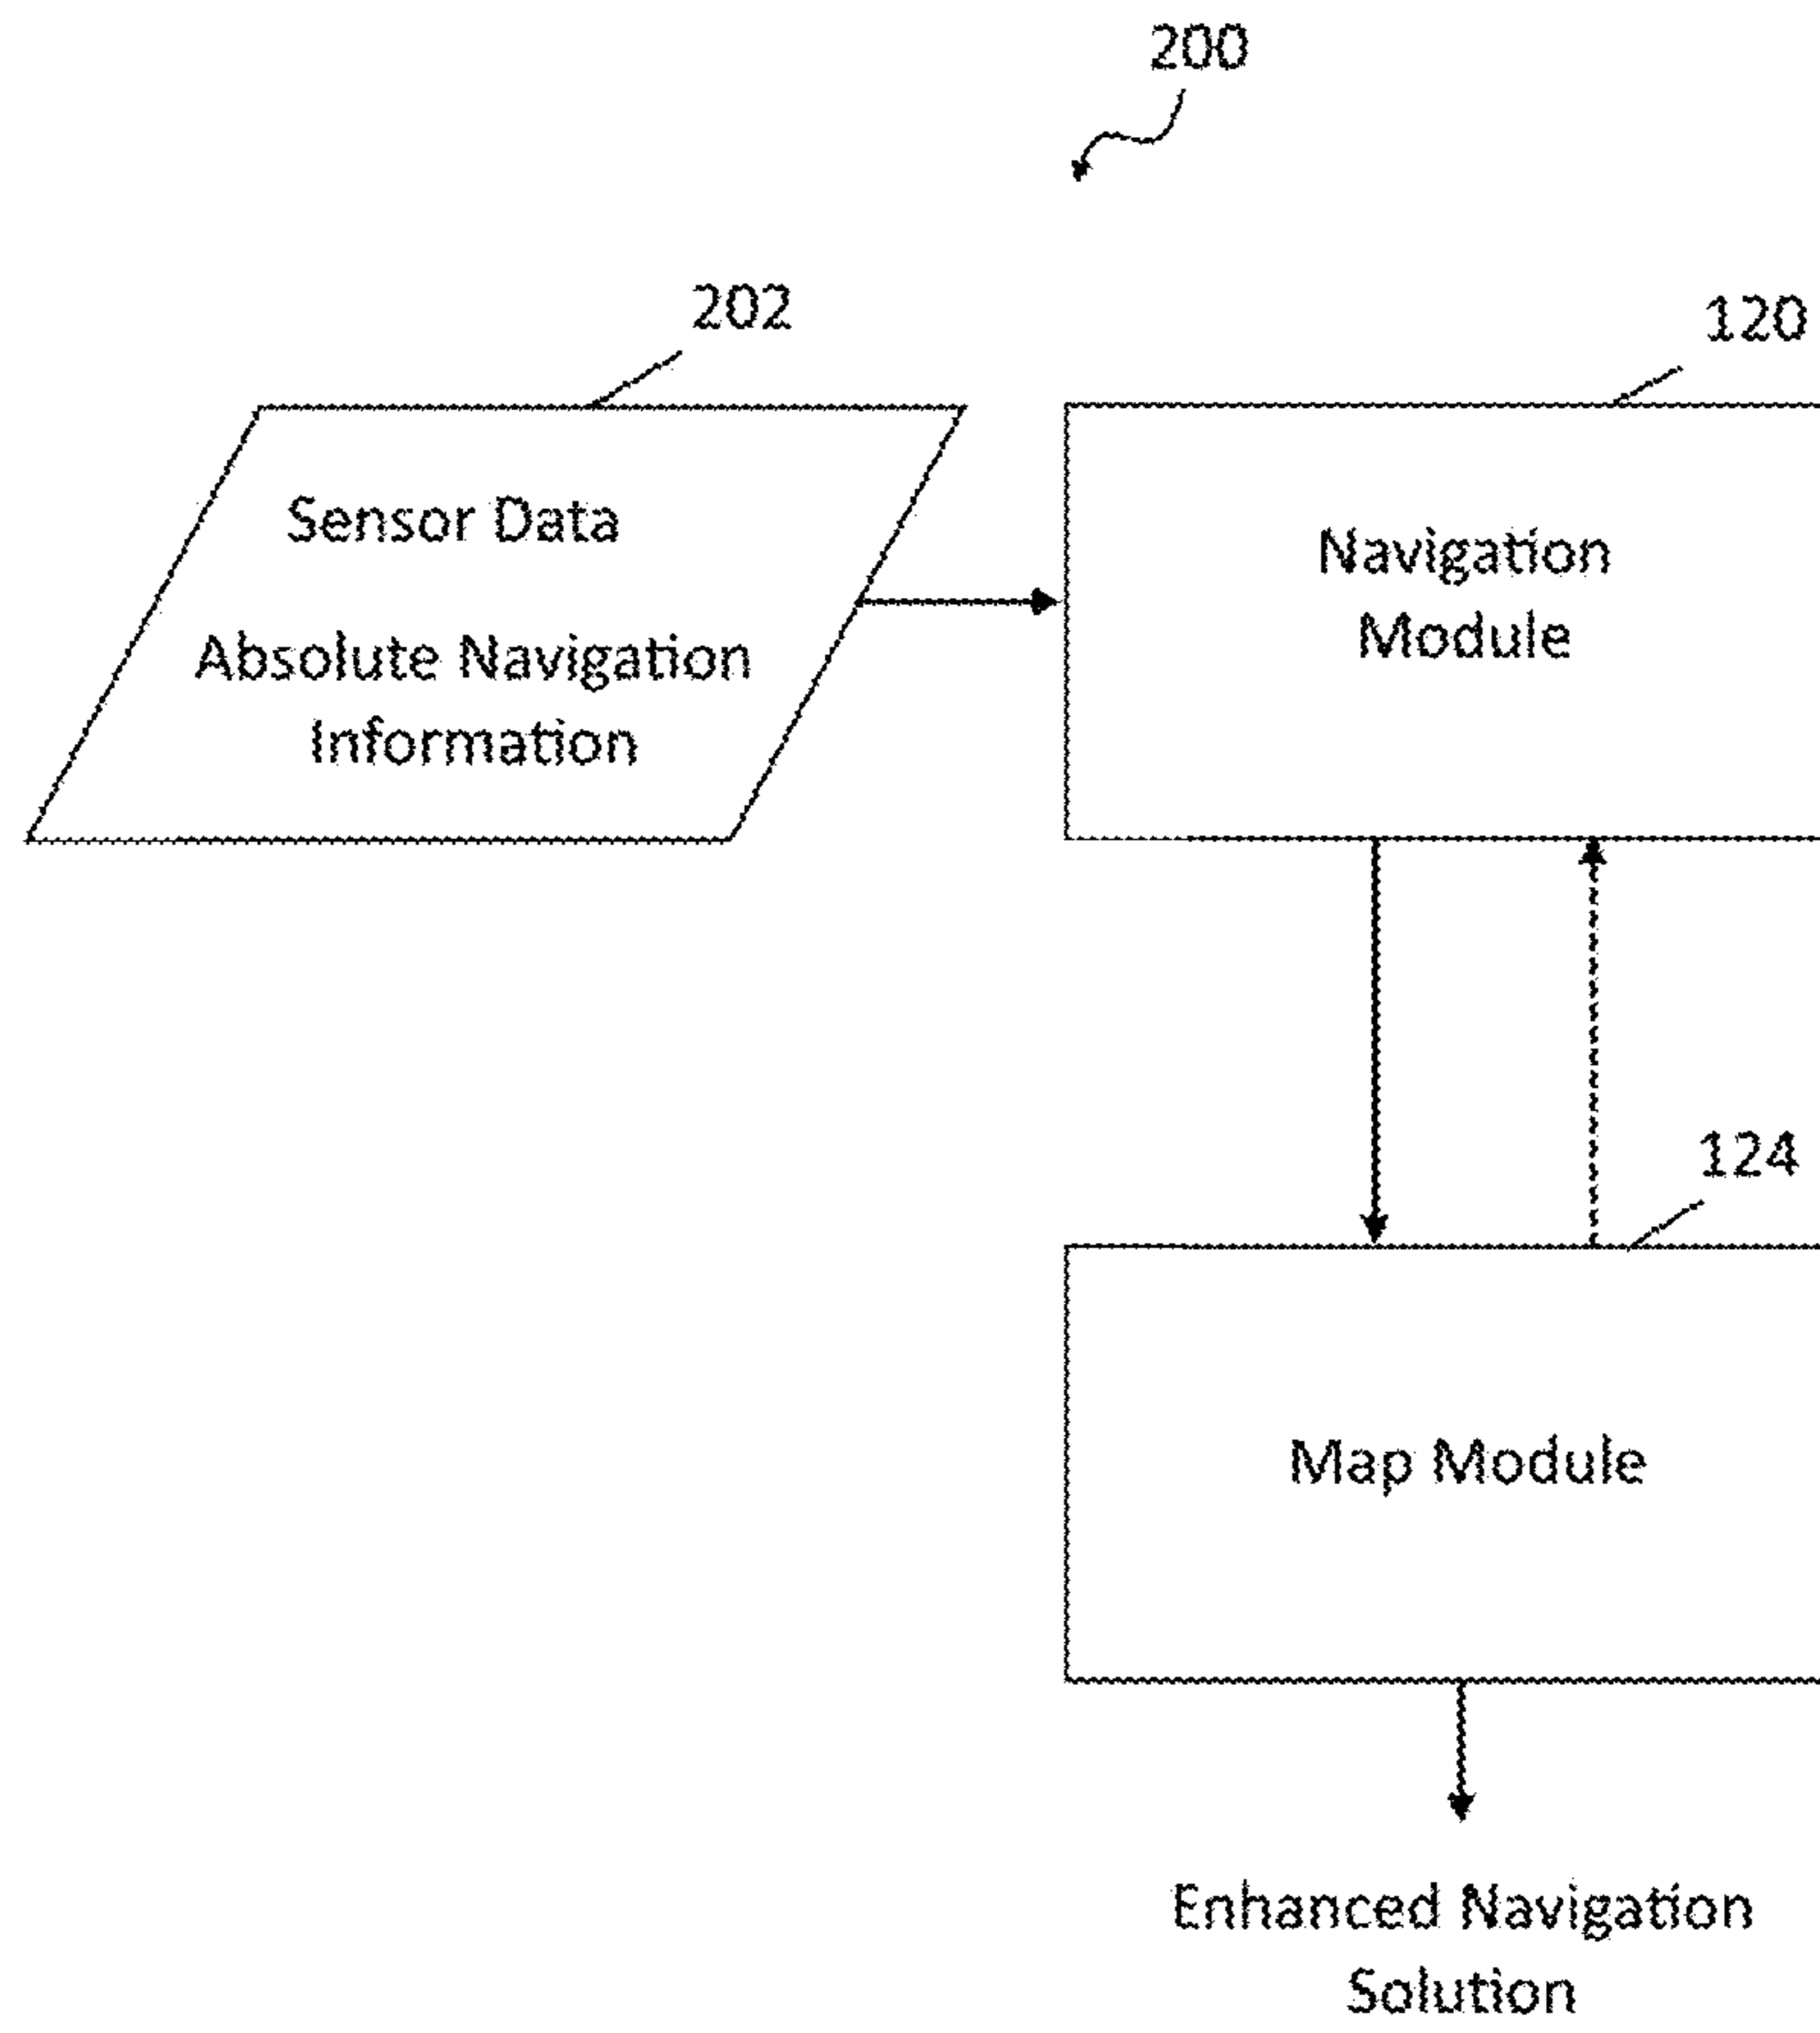 200
202
120
Sensor Data
Absolute Navigation
Information
Navigation
Module
124
Map Module
Enhanced Navigation
Solution